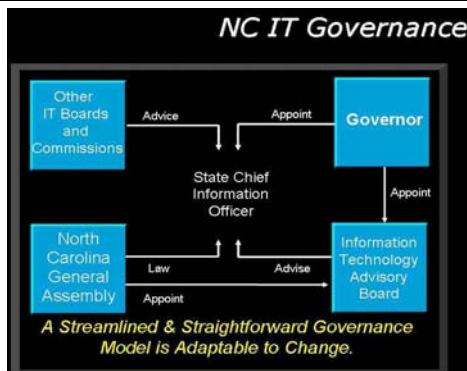 NC IT Governance
Other
IT Boards
and
Commissions
Advice
Appoint
Governor
State Chief
Information
Officer
Appoint
North
Carolina
General
Assembly
Law
Advise
Appoint
Information
Technology
Advisory
Board
A Streamlined & Straightforward Governance
Model is Adaptable to Change.